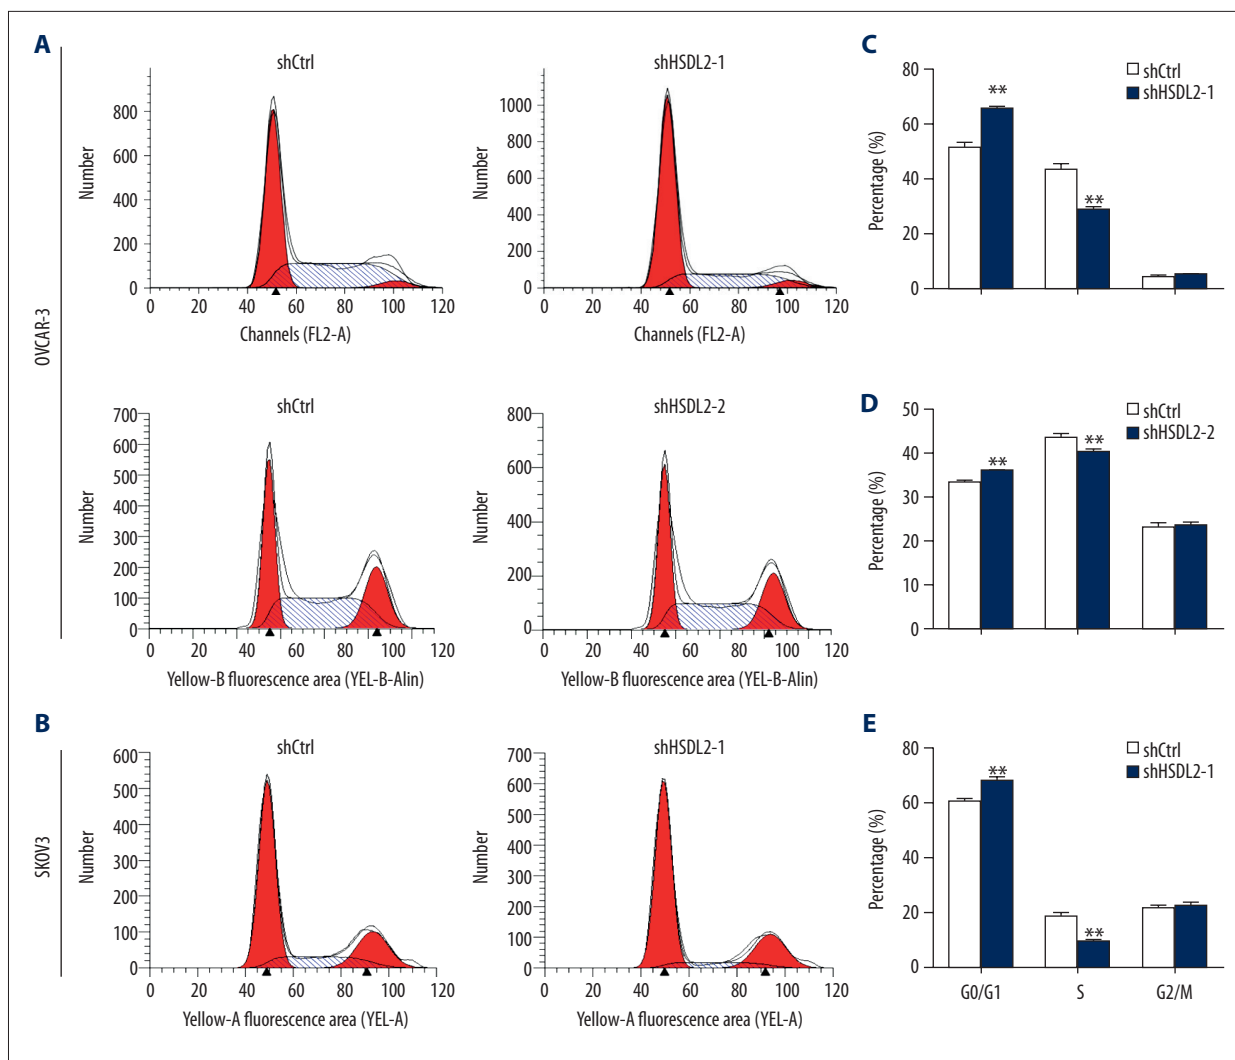 A
shCtrl
800
600
400
200
0
Number
0 20 40 60 80 100 120
Channels (FL2-A)
shHSDL2-1
1000
800
600
400
200
0
Number
0 20 40 60 80 100 120
Channels (FL2-A)
OVCAR-3
shCtrl
700
600
500
400
300
200
100
0
Number
0 20 40 60 80 100 120
Yellow-B fluorescence area (YEL-B-Alin)
shHSDL2-2
800
600
400
200
0
Number
0 20 40 60 80 100 120
Yellow-B fluorescence area (YEL-B-Alin)
B
SKOV3
shCtrl
600
500
400
300
200
100
0
Number
0 20 40 60 80 100 120
Yellow-A fluorescence area (YEL-A)
shHSDL2-1
700
600
500
400
300
200
100
0
Number
0 20 40 60 80 100 120
Yellow-A fluorescence area (YEL-A)
C
80
60
40
20
0
Percentage (%)
shCtrl
shHSDL2-1
**
**
D
50
40
30
20
10
0
Percentage (%)
shCtrl
shHSDL2-2
**
**
E
80
60
40
20
0
Percentage (%)
shCtrl
shHSDL2-1
**
**
G0/G1 S G2/M